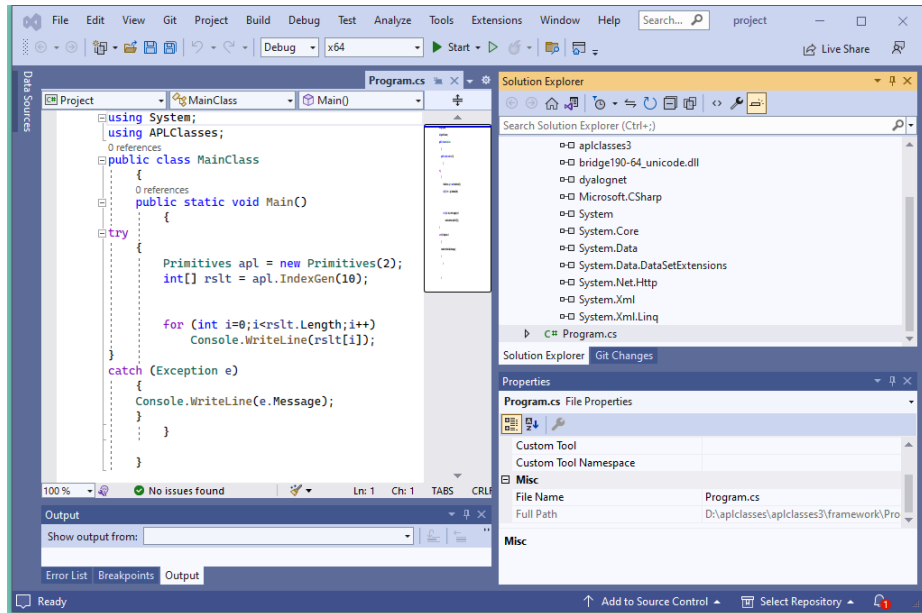 File Edit View Git Project Build Debug Test Analyze Tools Extensions Window Help Search... project
Debug x64 Start Live Share
Data Sources
Program.cs
Project MainClass Main()
using System;
using APLClasses;
0 references
public class MainClass
{
0 references
public static void Main()
{
try
{
Primitives apl = new Primitives(2);
int[] rslt = apl.IndexGen(10);
for (int i=0;i<rslt.Length;i++)
Console.WriteLine(rslt[i]);
}
catch (Exception e)
{
Console.WriteLine(e.Message);
}
}
}
100 % No issues found Ln: 1 Ch: 1 TABS CRLF
Output
Show output from:
Error List Breakpoints Output
Solution Explorer
Search Solution Explorer (Ctrl+;)
aplclasses3
bridge190-64_unicode.dll
dyalognet
Microsoft.CSharp
System
System.Core
System.Data
System.Data.DataSetExtensions
System.Net.Http
System.Xml
System.Xml.Linq
C# Program.cs
Solution Explorer Git Changes
Properties
Program.cs File Properties
Custom Tool
Custom Tool Namespace
Misc
File Name Program.cs
Full Path D:\aplclasses\aplclasses3\framework\Pro
Misc
Ready Add to Source Control Select Repository 1